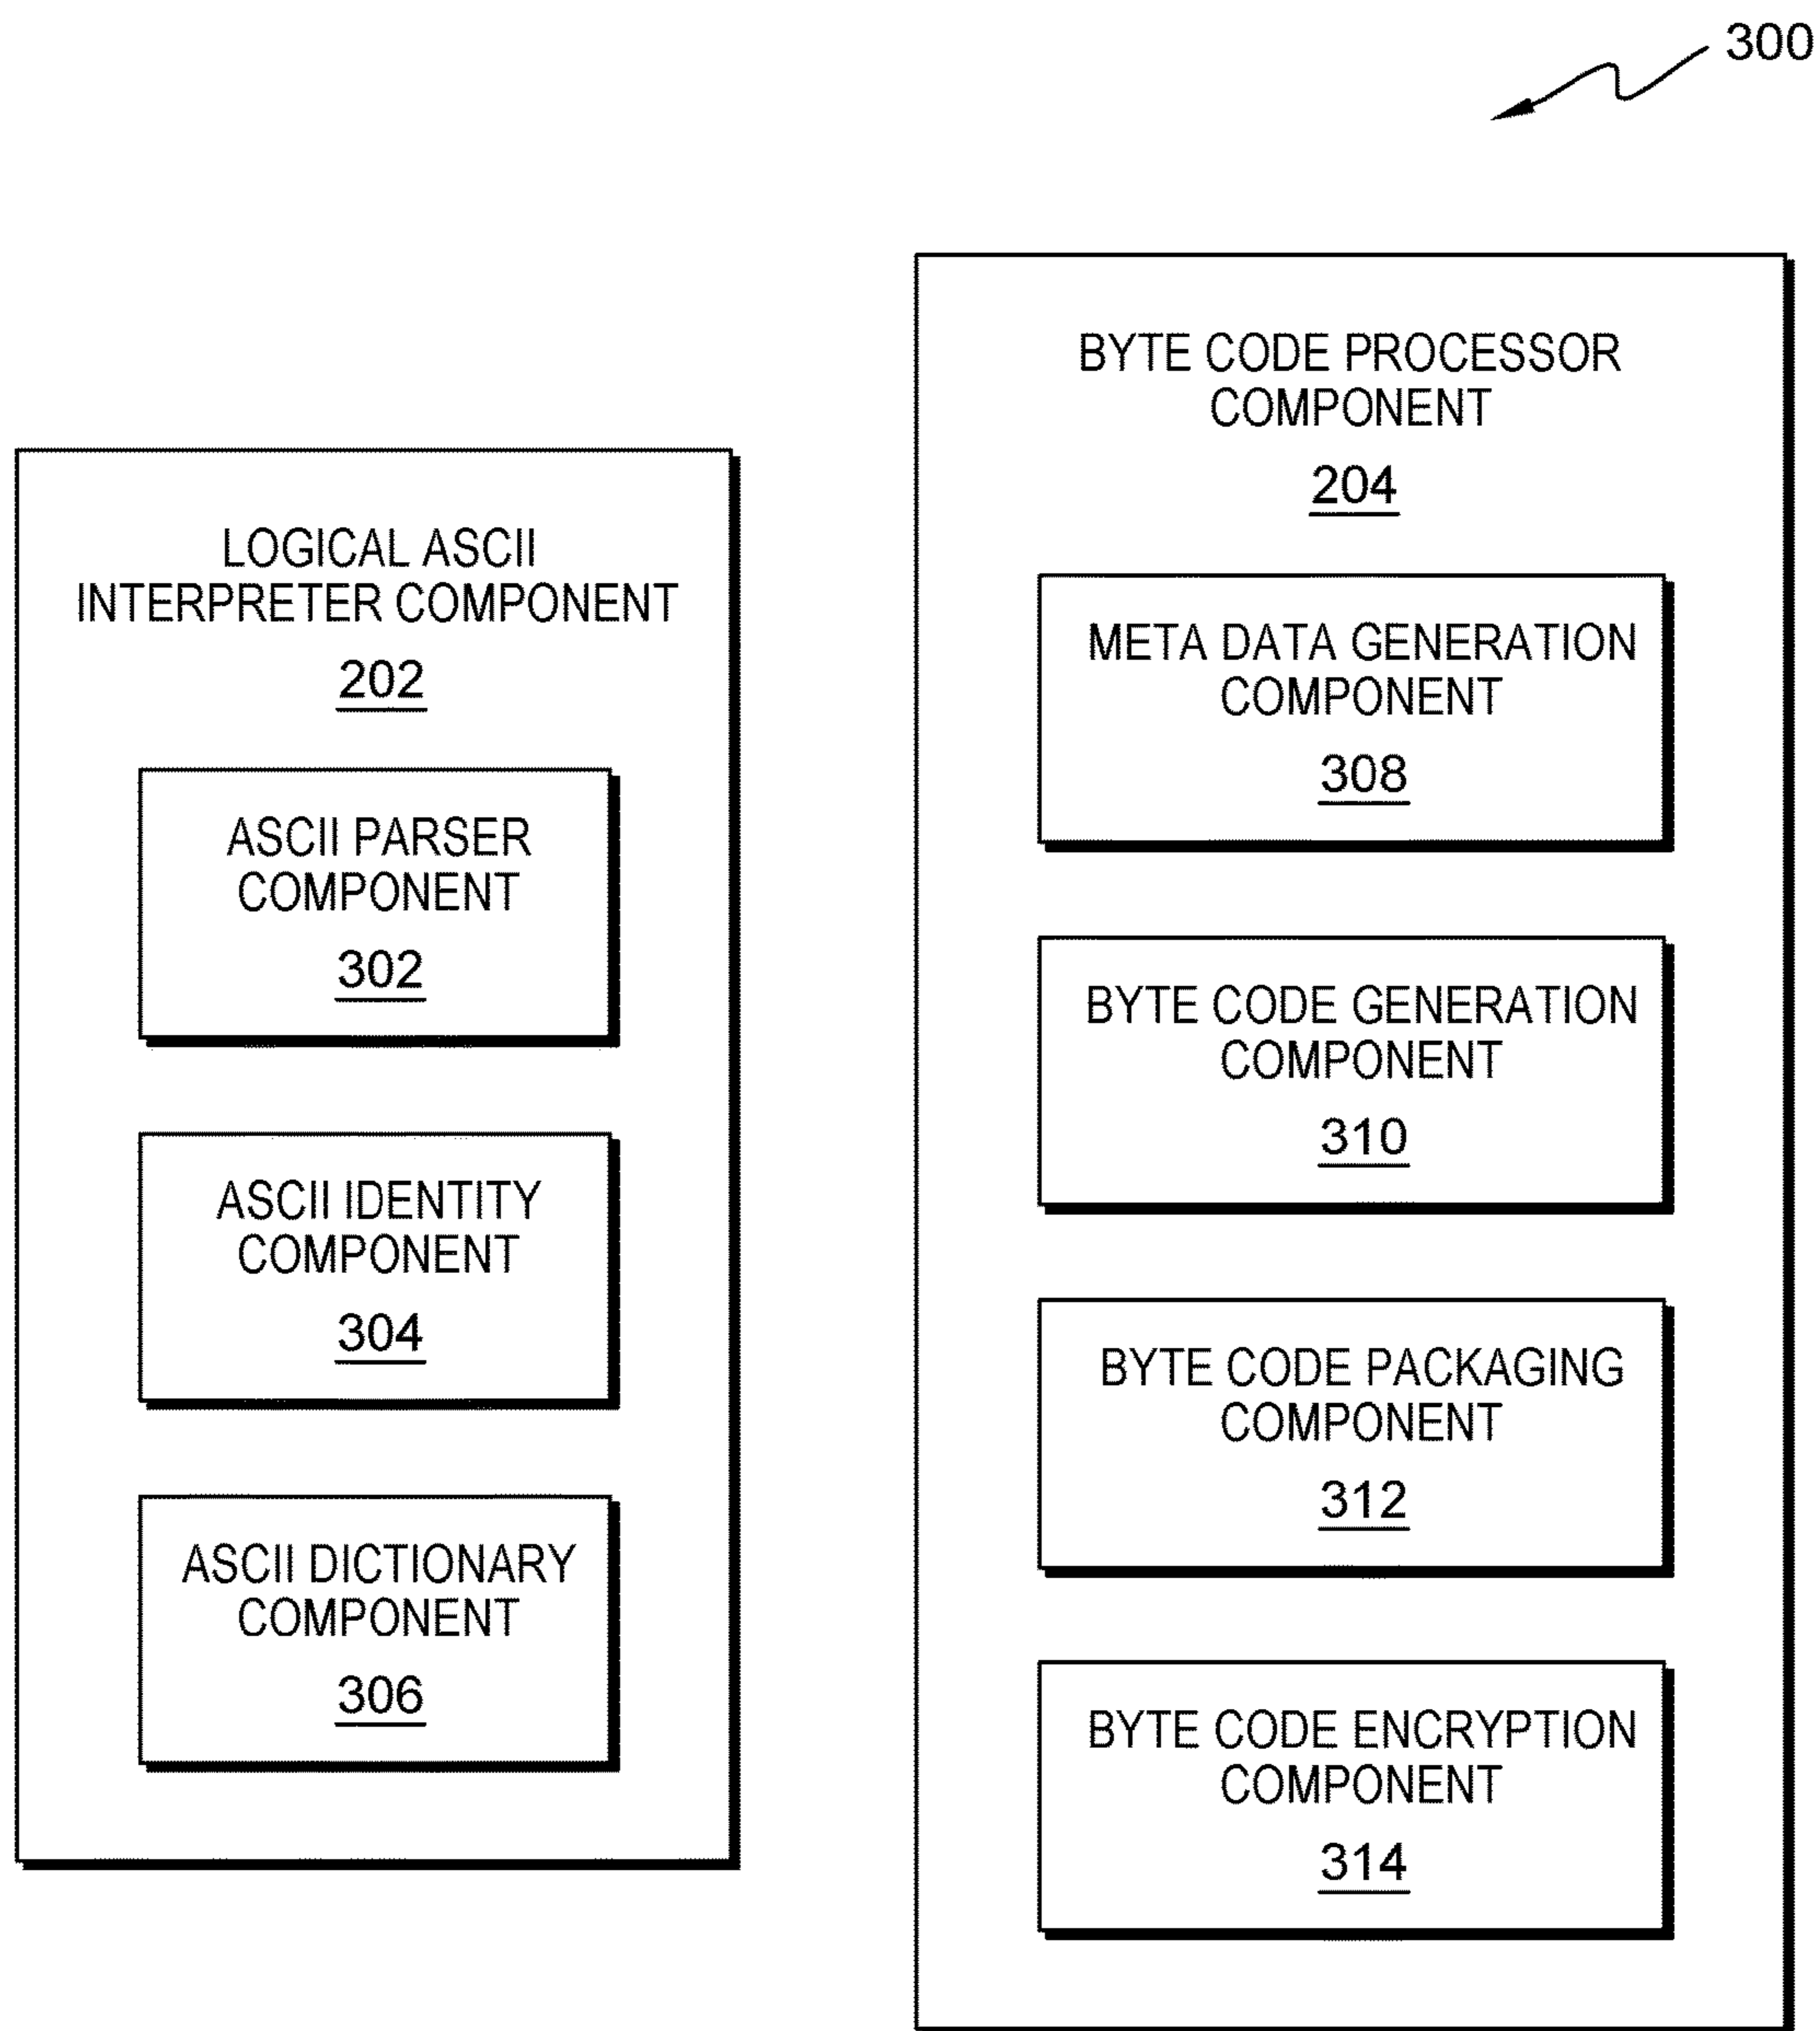 300
LOGICAL ASCII
INTERPRETER COMPONENT
202
ASCII PARSER
COMPONENT
302
ASCII IDENTITY
COMPONENT
304
ASCII DICTIONARY
COMPONENT
306
BYTE CODE PROCESSOR
COMPONENT
204
META DATA GENERATION
COMPONENT
308
BYTE CODE GENERATION
COMPONENT
310
BYTE CODE PACKAGING
COMPONENT
312
BYTE CODE ENCRYPTION
COMPONENT
314